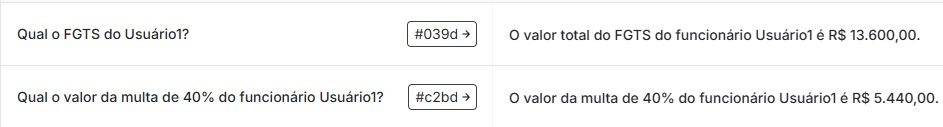 Qual o FGTS do Usuário1? #039d → O valor total do FGTS do funcionário Usuário1 é R$ 13.600,00.
Qual o valor da multa de 40% do funcionário Usuário1? #c2bd → O valor da multa de 40% do funcionário Usuário1 é R$ 5.440,00.